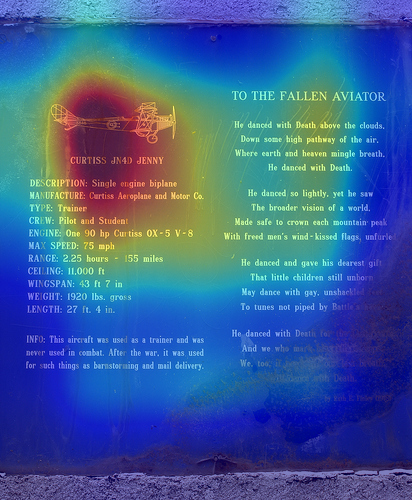 CURTISS JN4D JENNY
DESCRIPTION: Single engine biplane
MANUFACTURE: Curtiss Aeroplane and Motor Co.
TYPE: Trainer
CREW: Pilot and Student
ENGINE: One 90 hp Curtiss OX-5 V-8
MAX SPEED: 75 mph
RANGE: 2.25 hours - 155 miles
CEILING: 11,000 ft
WINGSPAN: 43 ft 7 in
WEIGHT: 1920 lbs. gross
LENGTH: 27 ft. 4 in.
INFO: This aircraft was used as a trainer and was
never used in combat. After the war, it was used
for such things as barnstorming and mail delivery.
TO THE FALLEN AVIATOR
He danced with Death above the clouds,
Down some high pathway of the air,
Where earth and heaven mingle breath,
He danced with Death.
He danced so lightly, yet he saw
The broader vision of a world,
Made safe to crown each mountain peak
With freed men's wind-kissed flags, unfurled
He danced and gave his dearest gift
That little children still unborn
May dance with gay, unshackled
To tunes not piped by Battle
He danced with Death for
And we who
We, too, if
with Death.
by